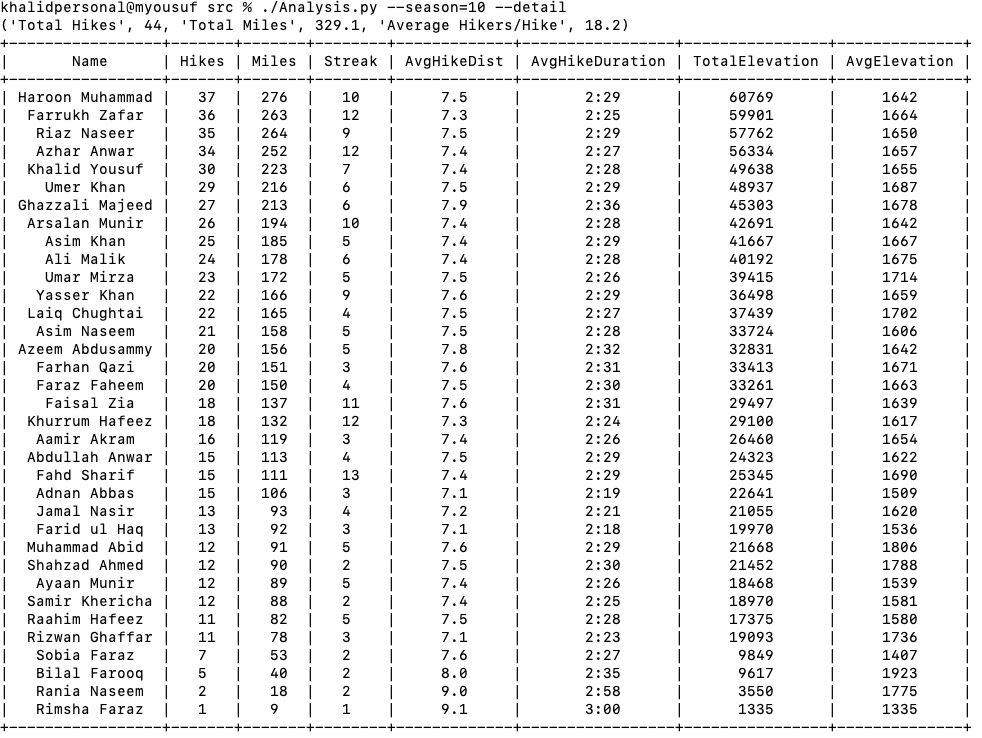 khalidpersonal@myousuf src % ./Analysis.py --season=10 --detail
('Total Hikes', 44, 'Total Miles', 329.1, 'Average Hikers/Hike', 18.2)
| Name | Hikes | Miles | Streak | AvgHikeDist | AvgHikeDuration | TotalElevation | AvgElevation |
| Haroon Muhammad | 37 | 276 | 10 | 7.5 | 2:29 | 60769 | 1642 |
| Farrukh Zafar | 36 | 263 | 12 | 7.3 | 2:25 | 59901 | 1664 |
| Riaz Naseer | 35 | 264 | 9 | 7.5 | 2:29 | 57762 | 1650 |
| Azhar Anwar | 34 | 252 | 12 | 7.4 | 2:27 | 56334 | 1657 |
| Khalid Yousuf | 30 | 223 | 7 | 7.4 | 2:28 | 49638 | 1655 |
| Umer Khan | 29 | 216 | 6 | 7.5 | 2:29 | 48937 | 1687 |
| Ghazzali Majeed | 27 | 213 | 6 | 7.9 | 2:36 | 45303 | 1678 |
| Arsalan Munir | 26 | 194 | 10 | 7.4 | 2:28 | 42691 | 1642 |
| Asim Khan | 25 | 185 | 5 | 7.4 | 2:29 | 41667 | 1667 |
| Ali Malik | 24 | 178 | 6 | 7.4 | 2:28 | 40192 | 1675 |
| Umar Mirza | 23 | 172 | 5 | 7.5 | 2:26 | 39415 | 1714 |
| Yasser Khan | 22 | 166 | 9 | 7.6 | 2:29 | 36498 | 1659 |
| Laiq Chughtai | 22 | 165 | 4 | 7.5 | 2:27 | 37439 | 1702 |
| Asim Naseem | 21 | 158 | 5 | 7.5 | 2:28 | 33724 | 1606 |
| Azeem Abdusammy | 20 | 156 | 5 | 7.8 | 2:32 | 32831 | 1642 |
| Farhan Qazi | 20 | 151 | 3 | 7.6 | 2:31 | 33413 | 1671 |
| Faraz Faheem | 20 | 150 | 4 | 7.5 | 2:30 | 33261 | 1663 |
| Faisal Zia | 18 | 137 | 11 | 7.6 | 2:31 | 29497 | 1639 |
| Khurrum Hafeez | 18 | 132 | 12 | 7.3 | 2:24 | 29100 | 1617 |
| Aamir Akram | 16 | 119 | 3 | 7.4 | 2:26 | 26460 | 1654 |
| Abdullah Anwar | 15 | 113 | 4 | 7.5 | 2:29 | 24323 | 1622 |
| Fahd Sharif | 15 | 111 | 13 | 7.4 | 2:29 | 25345 | 1690 |
| Adnan Abbas | 15 | 106 | 3 | 7.1 | 2:19 | 22641 | 1509 |
| Jamal Nasir | 13 | 93 | 4 | 7.2 | 2:21 | 21055 | 1620 |
| Farid ul Haq | 13 | 92 | 3 | 7.1 | 2:18 | 19970 | 1536 |
| Muhammad Abid | 12 | 91 | 5 | 7.6 | 2:29 | 21668 | 1806 |
| Shahzad Ahmed | 12 | 90 | 2 | 7.5 | 2:30 | 21452 | 1788 |
| Ayaan Munir | 12 | 89 | 5 | 7.4 | 2:26 | 18468 | 1539 |
| Samir Khericha | 12 | 88 | 2 | 7.4 | 2:25 | 18970 | 1581 |
| Raahim Hafeez | 11 | 82 | 5 | 7.5 | 2:28 | 17375 | 1580 |
| Rizwan Ghaffar | 11 | 78 | 3 | 7.1 | 2:23 | 19093 | 1736 |
| Sobia Faraz | 7 | 53 | 2 | 7.6 | 2:27 | 9849 | 1407 |
| Bilal Farooq | 5 | 40 | 2 | 8.0 | 2:35 | 9617 | 1923 |
| Rania Naseem | 2 | 18 | 2 | 9.0 | 2:58 | 3550 | 1775 |
| Rimsha Faraz | 1 | 9 | 1 | 9.1 | 3:00 | 1335 | 1335 |